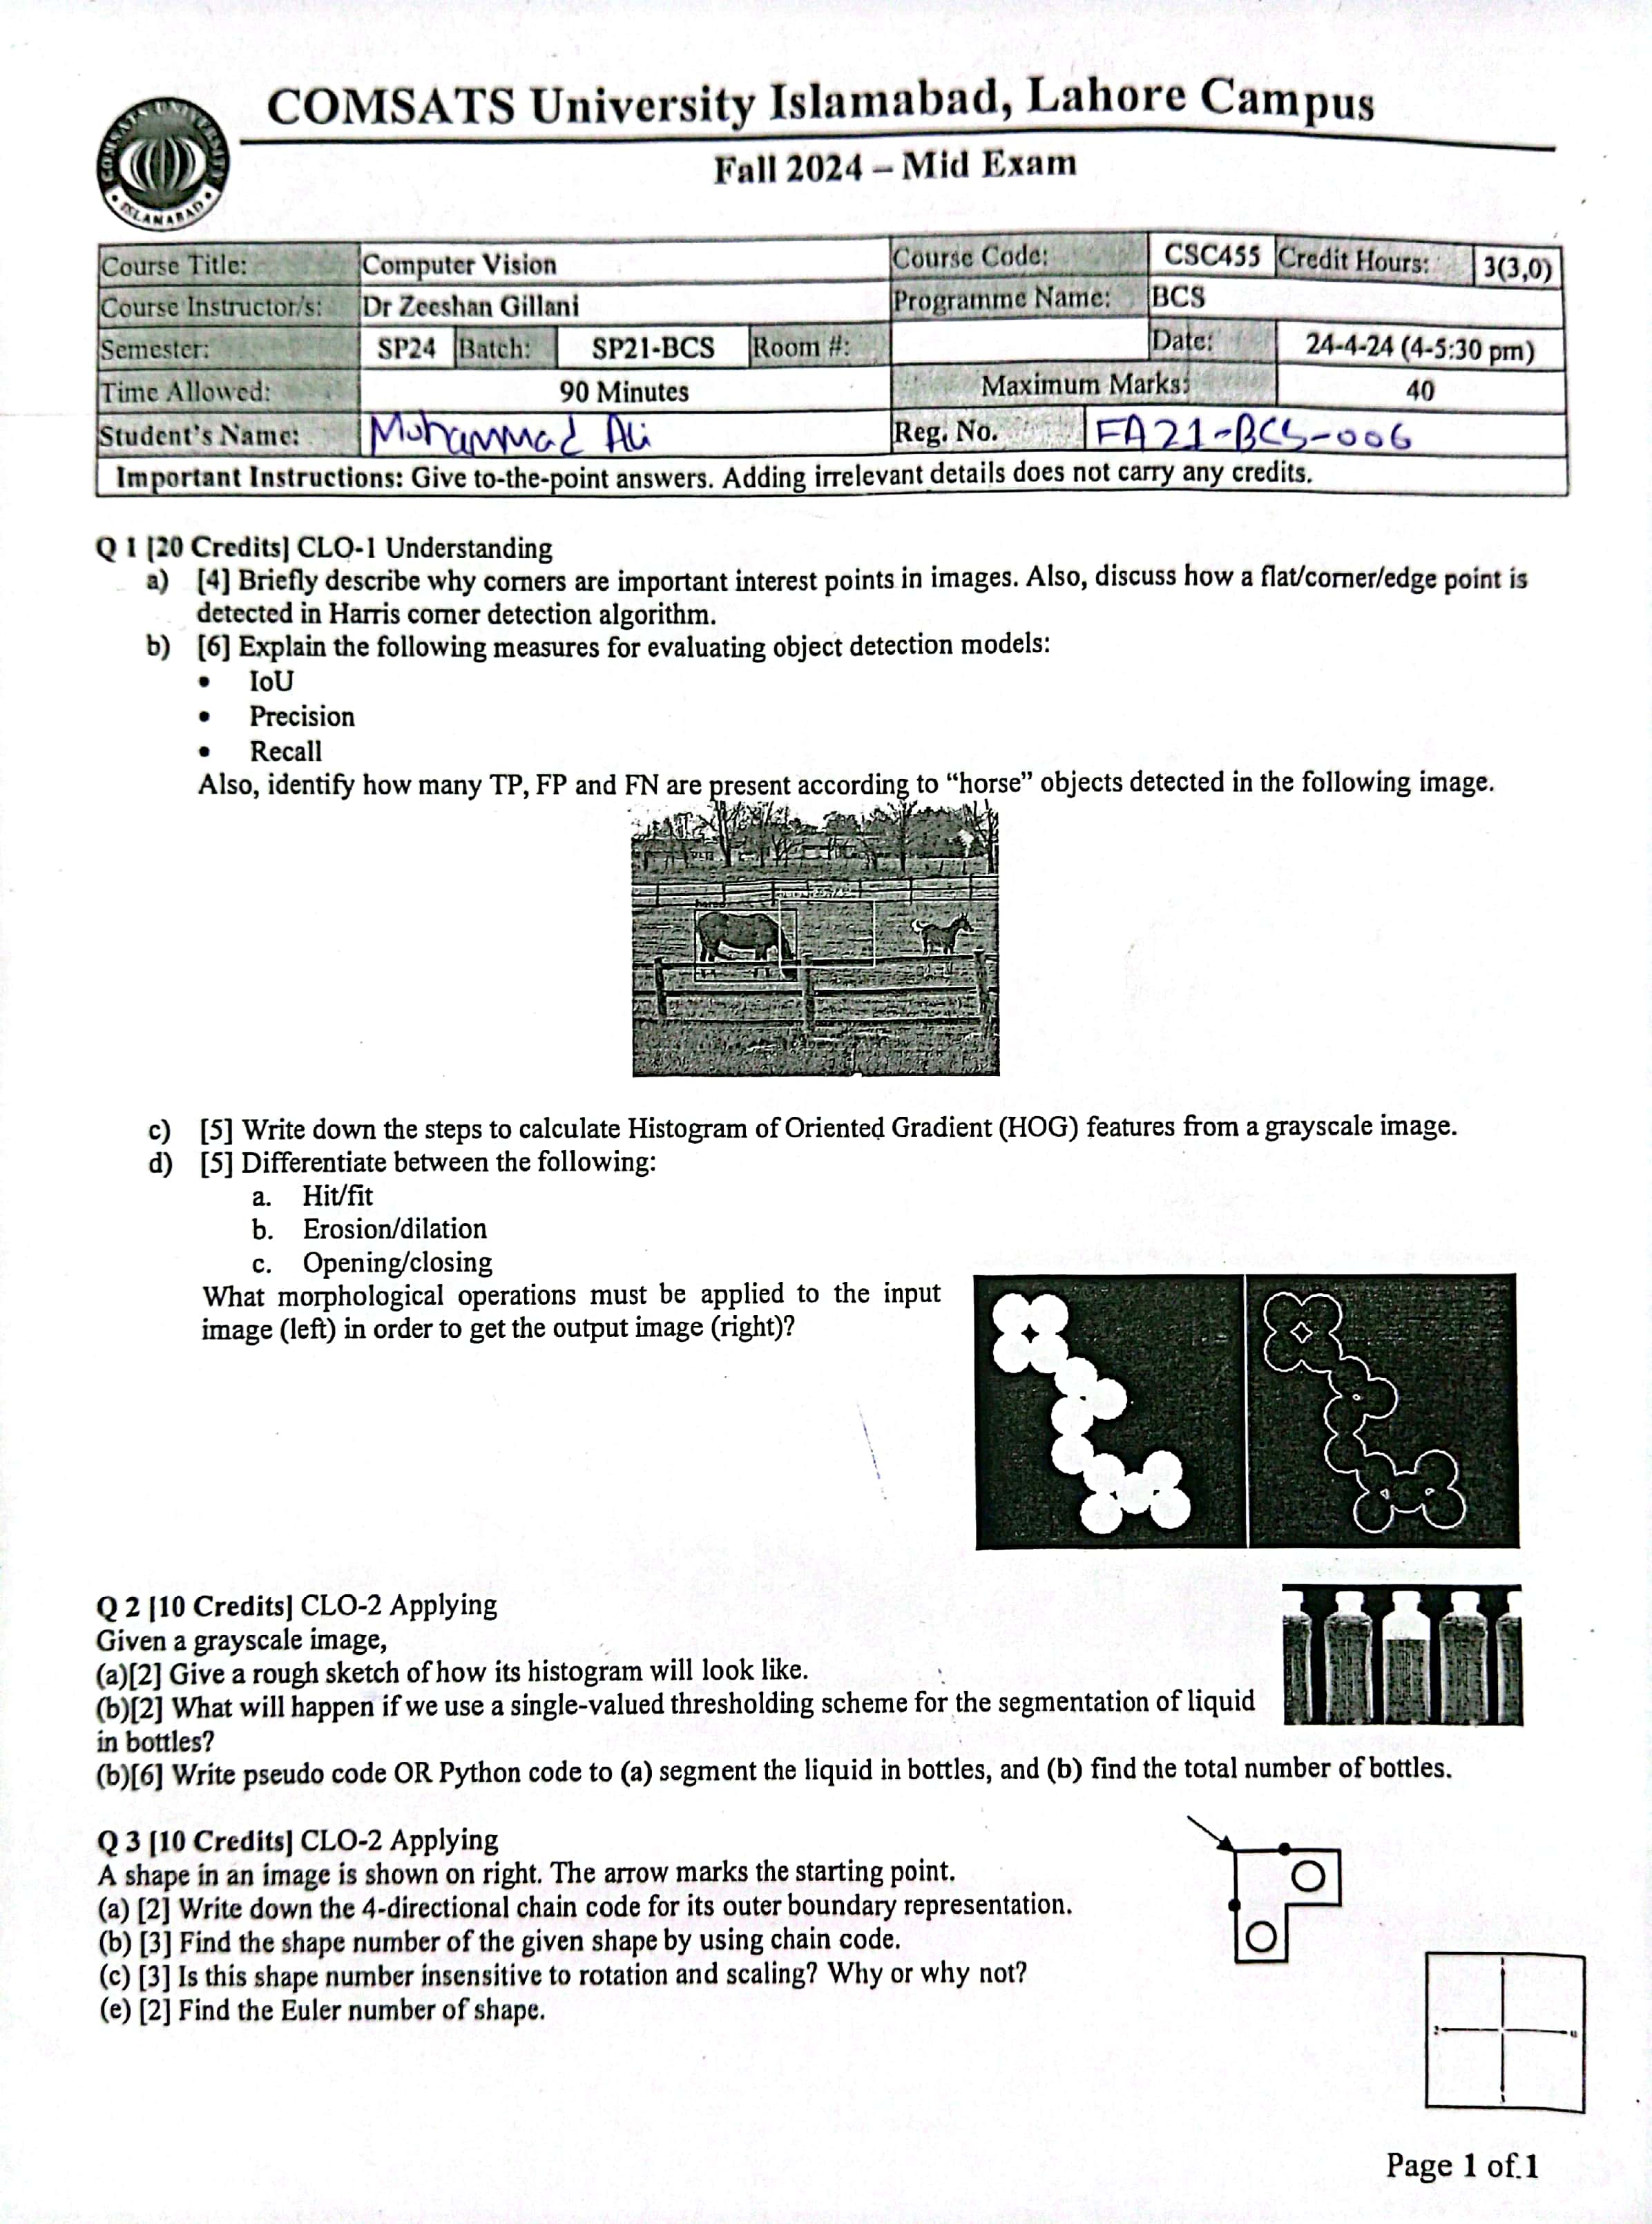 COMSATS UNIVERSITY
ISLAMABAD
COMSATS University Islamabad, Lahore Campus
Fall 2024 – Mid Exam
Course Title: Computer Vision Course Code: CSC455 Credit Hours: 3(3,0)
Course Instructor/s: Dr Zeeshan Gillani Programme Name: BCS
Semester: SP24 Batch: SP21-BCS Room #: Date: 24-4-24 (4-5:30 pm)
Time Allowed: 90 Minutes Maximum Marks: 40
Student's Name: Mohammad Ali Reg. No. FA21-BCS-006
Important Instructions: Give to-the-point answers. Adding irrelevant details does not carry any credits.
Q 1 [20 Credits] CLO-1 Understanding
a) [4] Briefly describe why corners are important interest points in images. Also, discuss how a flat/corner/edge point is
detected in Harris corner detection algorithm.
b) [6] Explain the following measures for evaluating object detection models:
• IoU
• Precision
• Recall
Also, identify how many TP, FP and FN are present according to “horse” objects detected in the following image.
c) [5] Write down the steps to calculate Histogram of Oriented Gradient (HOG) features from a grayscale image.
d) [5] Differentiate between the following:
a. Hit/fit
b. Erosion/dilation
c. Opening/closing
What morphological operations must be applied to the input
image (left) in order to get the output image (right)?
Q 2 [10 Credits] CLO-2 Applying
Given a grayscale image,
(a)[2] Give a rough sketch of how its histogram will look like.
(b)[2] What will happen if we use a single-valued thresholding scheme for the segmentation of liquid
in bottles?
(b)[6] Write pseudo code OR Python code to (a) segment the liquid in bottles, and (b) find the total number of bottles.
Q 3 [10 Credits] CLO-2 Applying
A shape in an image is shown on right. The arrow marks the starting point.
(a) [2] Write down the 4-directional chain code for its outer boundary representation.
(b) [3] Find the shape number of the given shape by using chain code.
(c) [3] Is this shape number insensitive to rotation and scaling? Why or why not?
(e) [2] Find the Euler number of shape.
Page 1 of 1